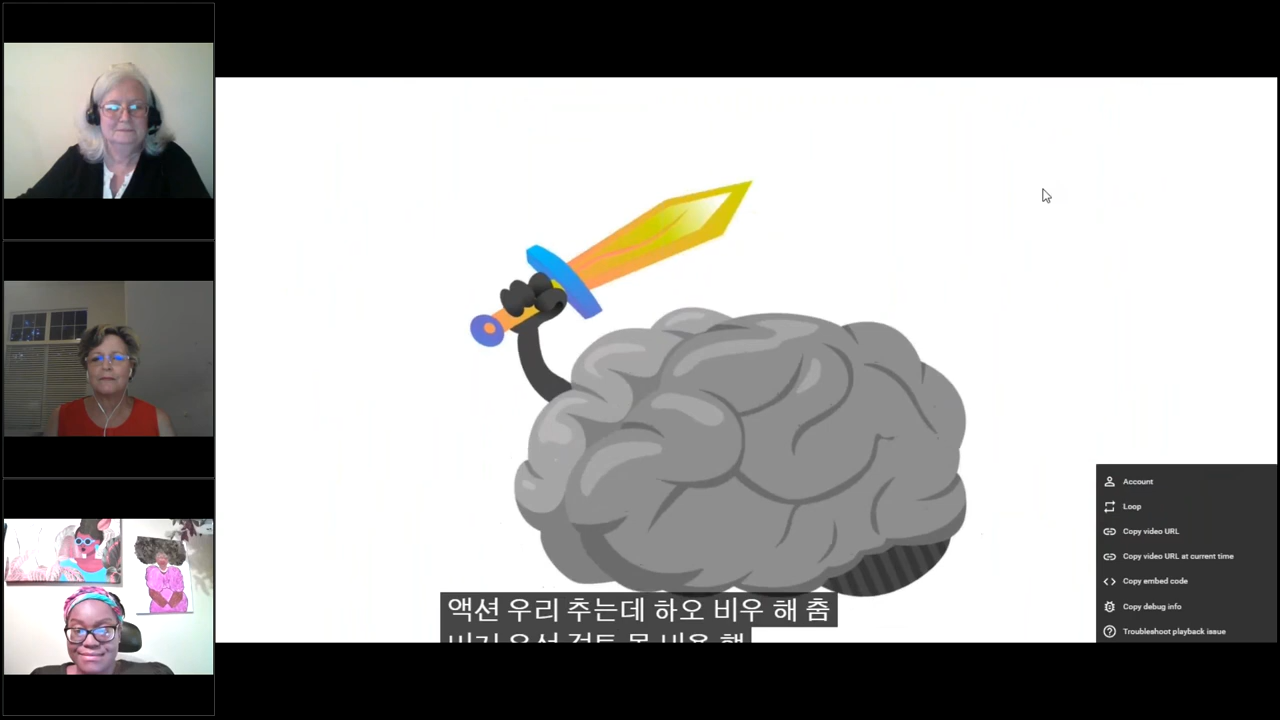 액션 우리 추는데 하오 비우 해 춤
Account
Loop
Copy video URL
Copy video URL at current time
Copy embed code
Copy debug info
Troubleshoot playback issue